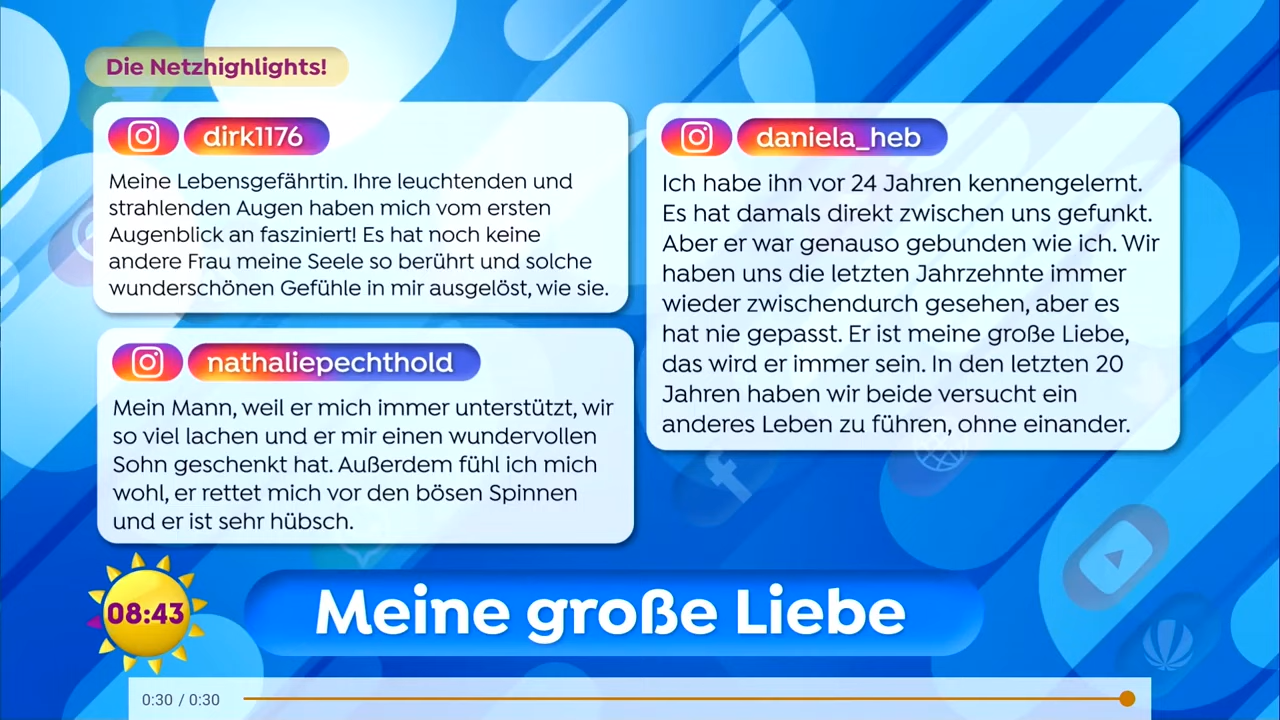 Die Netzhighlights!
dirk1176
Meine Lebensgefährtin. Ihre leuchtenden und
strahlenden Augen haben mich vom ersten
Augenblick an fasziniert! Es hat noch keine
andere Frau meine Seele so berührt und solche
wunderschönen Gefühle in mir ausgelöst, wie sie.
nathaliepechthold
Mein Mann, weil er mich immer unterstützt, wir
so viel lachen und er mir einen wundervollen
Sohn geschenkt hat. Außerdem fühl ich mich
wohl, er rettet mich vor den bösen Spinnen
und er ist sehr hübsch.
daniela_heb
Ich habe ihn vor 24 Jahren kennengelernt.
Es hat damals direkt zwischen uns gefunkt.
Aber er war genauso gebunden wie ich. Wir
haben uns die letzten Jahrzehnte immer
wieder zwischendurch gesehen, aber es
hat nie gepasst. Er ist meine große Liebe,
das wird er immer sein. In den letzten 20
Jahren haben wir beide versucht ein
anderes Leben zu führen, ohne einander.
08:43
Meine große Liebe
0:30 / 0:30